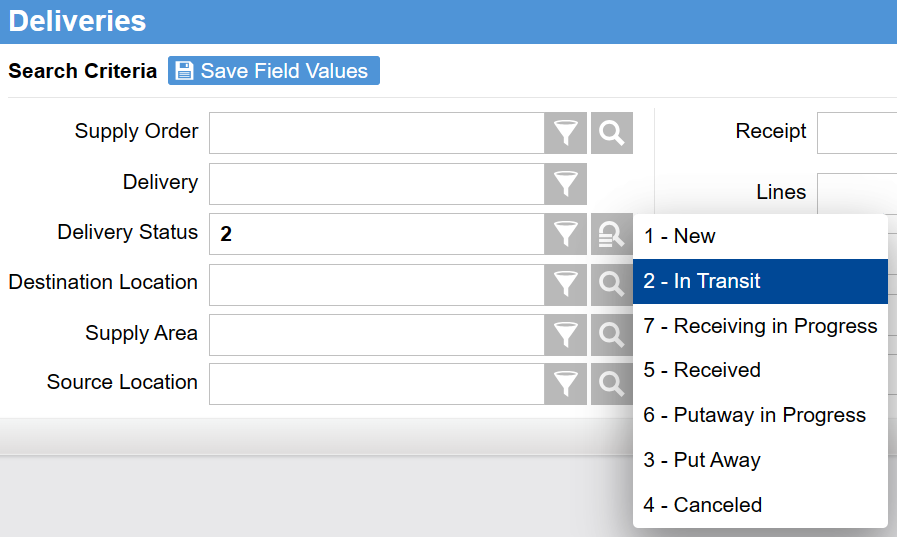 Deliveries
Search Criteria Save Field Values
Supply Order
Receipt
Delivery
Lines
Delivery Status 2
Destination Location
Supply Area
Source Location
1 - New
2 - In Transit
7 - Receiving in Progress
5 - Received
6 - Putaway in Progress
3 - Put Away
4 - Canceled